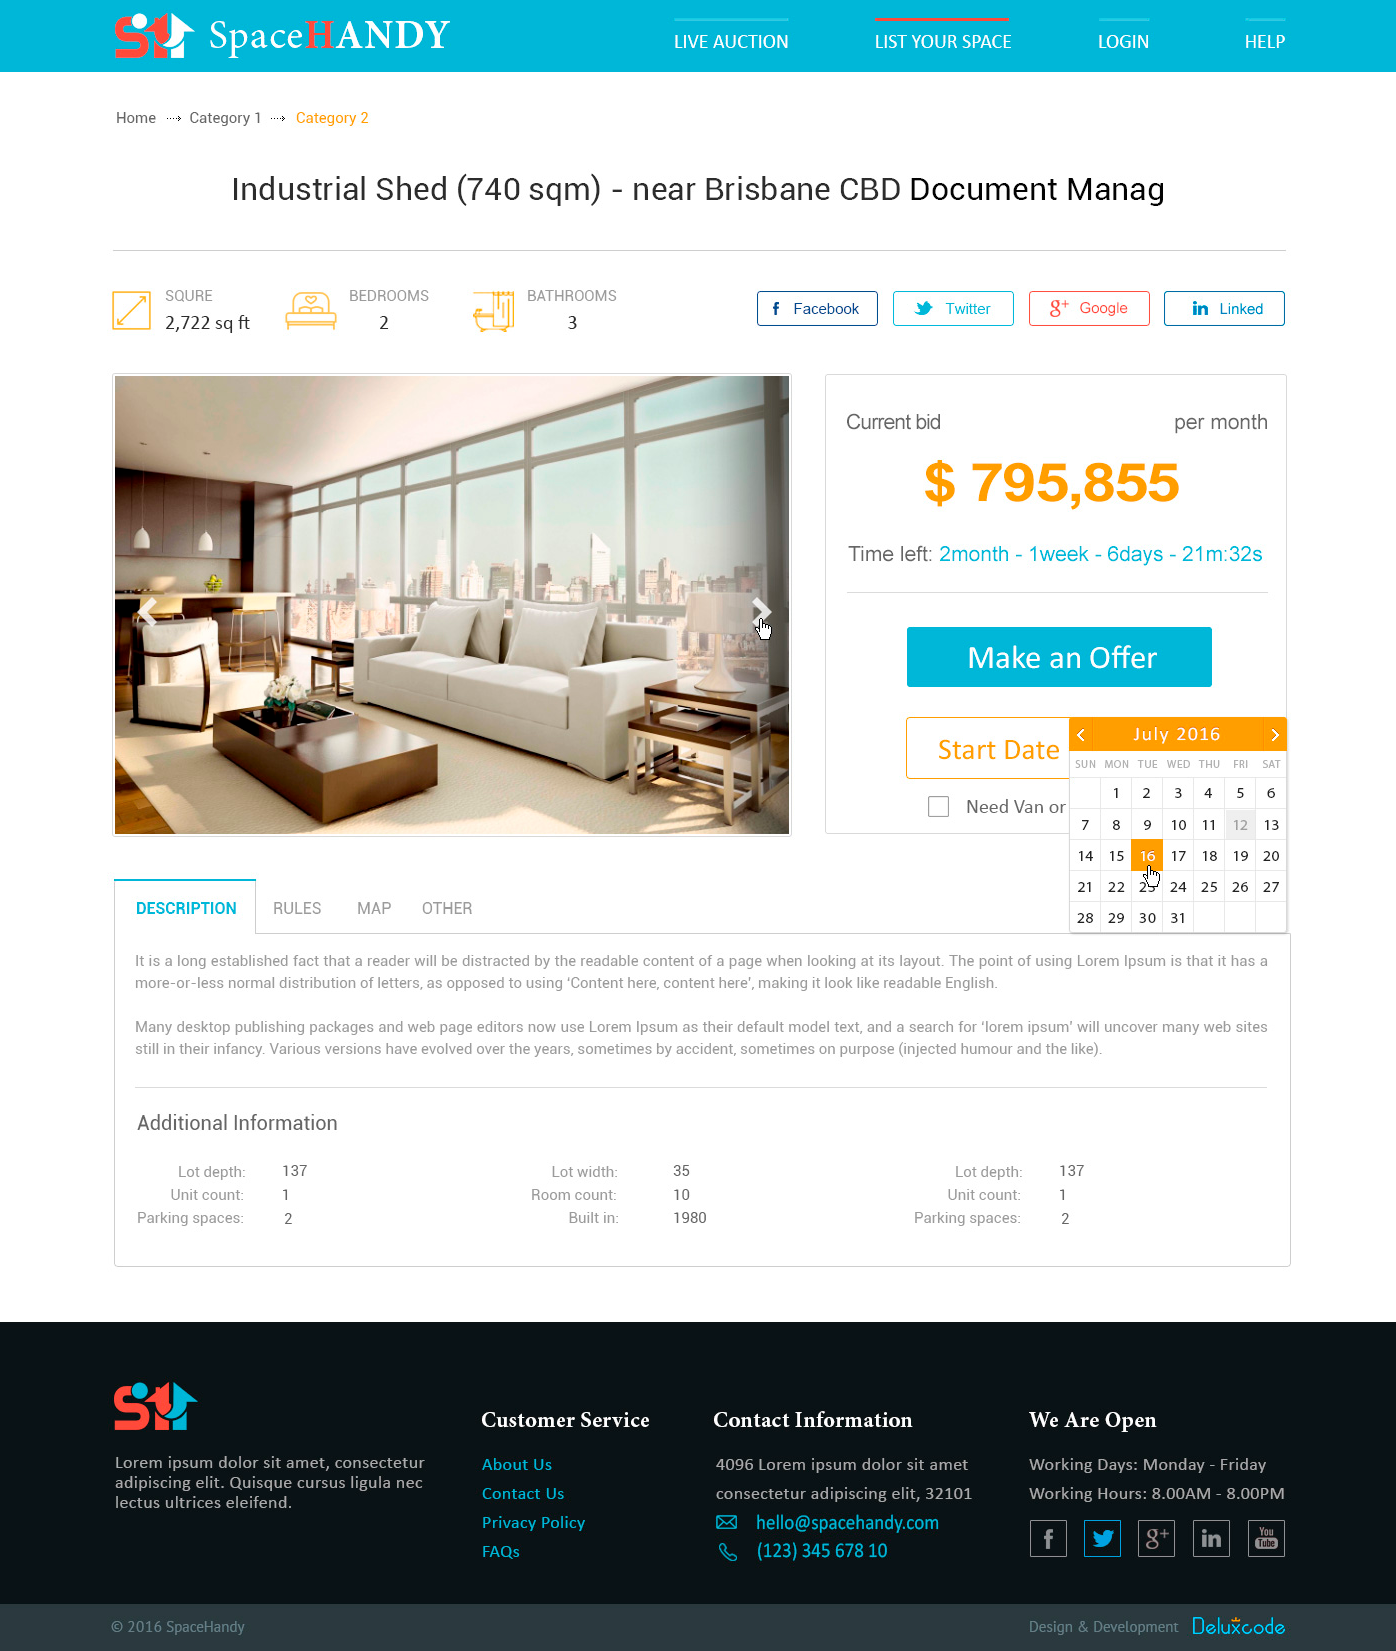 SpaceHANDY
LIVE AUCTION
LIST YOUR SPACE
LOGIN
HELP
Home
Category 1
Category 2
Industrial Shed (740 sqm) - near Brisbane CBD Document Manag
SQURE
2,722 sq ft
BEDROOMS
2
BATHROOMS
3
Facebook
Twitter
Google
Linked
Current bid
per month
$ 795,855
Time left: 2month - 1week - 6days - 21m:32s
Make an Offer
Start Date
Need Van or
July 2016
SUN MON TUE WED THU FRI SAT
1 2 3 4 5 6
7 8 9 10 11 12 13
14 15 16 17 18 19 20
21 22 23 24 25 26 27
28 29 30 31
DESCRIPTION
RULES
MAP
OTHER
It is a long established fact that a reader will be distracted by the readable content of a page when looking at its layout. The point of using Lorem Ipsum is that it has a
more-or-less normal distribution of letters, as opposed to using ‘Content here, content here’, making it look like readable English.
Many desktop publishing packages and web page editors now use Lorem Ipsum as their default model text, and a search for ‘lorem ipsum’ will uncover many web sites
still in their infancy. Various versions have evolved over the years, sometimes by accident, sometimes on purpose (injected humour and the like).
Additional Information
Lot depth: 137
Unit count: 1
Parking spaces: 2
Lot width: 35
Room count: 10
Built in: 1980
Lot depth: 137
Unit count: 1
Parking spaces: 2
Lorem ipsum dolor sit amet, consectetur
adipiscing elit. Quisque cursus ligula nec
lectus ultrices eleifend.
Customer Service
About Us
Contact Us
Privacy Policy
FAQs
Contact Information
4096 Lorem ipsum dolor sit amet
consectetur adipiscing elit, 32101
hello@spacehandy.com
(123) 345 678 10
We Are Open
Working Days: Monday - Friday
Working Hours: 8.00AM - 8.00PM
You Tube
© 2016 SpaceHandy
Design & Development Deluxcode